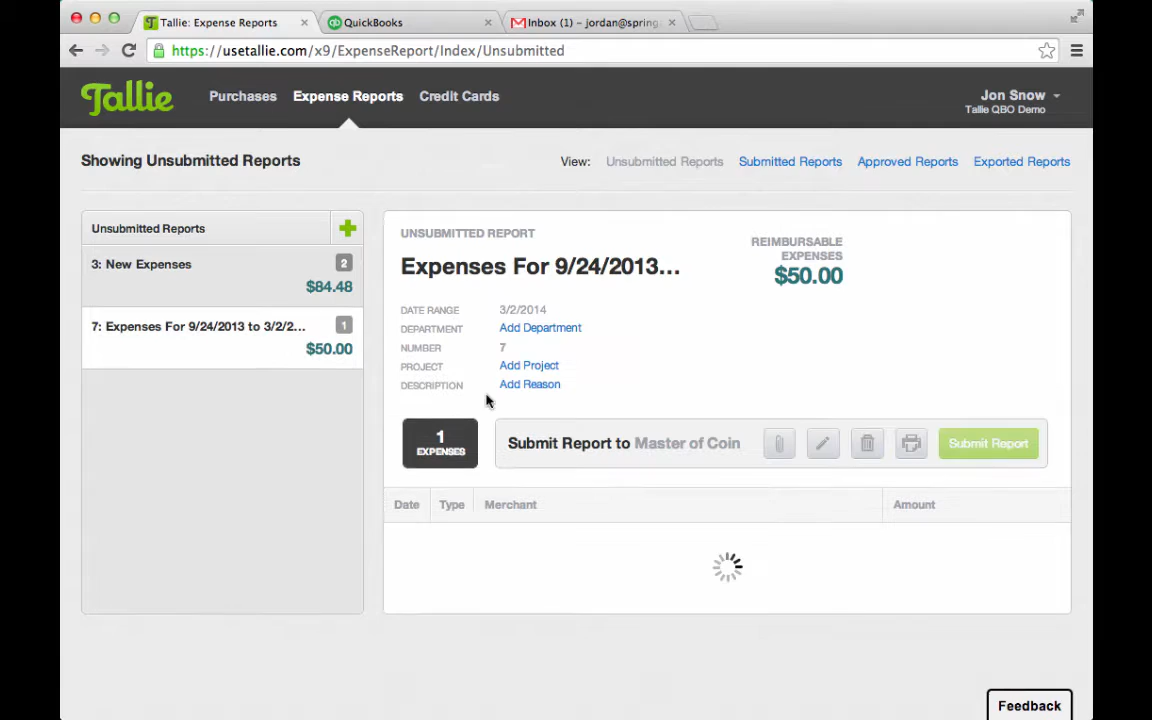 Tallie: Expense Reports
QuickBooks
Inbox (1) – jordan@spring
https://usetallie.com/x9/ExpenseReport/Index/Unsubmitted
Tallie
Purchases
Expense Reports
Credit Cards
Jon Snow
Tallie QBO Demo
Showing Unsubmitted Reports
View: Unsubmitted Reports Submitted Reports Approved Reports Exported Reports
Unsubmitted Reports
3: New Expenses 2
$84.48
7: Expenses For 9/24/2013 to 3/2/2... 1
$50.00
UNSUBMITTED REPORT
Expenses For 9/24/2013...
REIMBURSABLE
EXPENSES
$50.00
DATE RANGE 3/2/2014
DEPARTMENT Add Department
NUMBER 7
PROJECT Add Project
DESCRIPTION Add Reason
1
EXPENSES
Submit Report to Master of Coin
Submit Report
Date Type Merchant Amount
Feedback